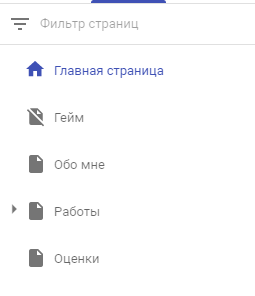 Фильтр страниц
Главная страница
Гейм
Обо мне
Работы
Оценки